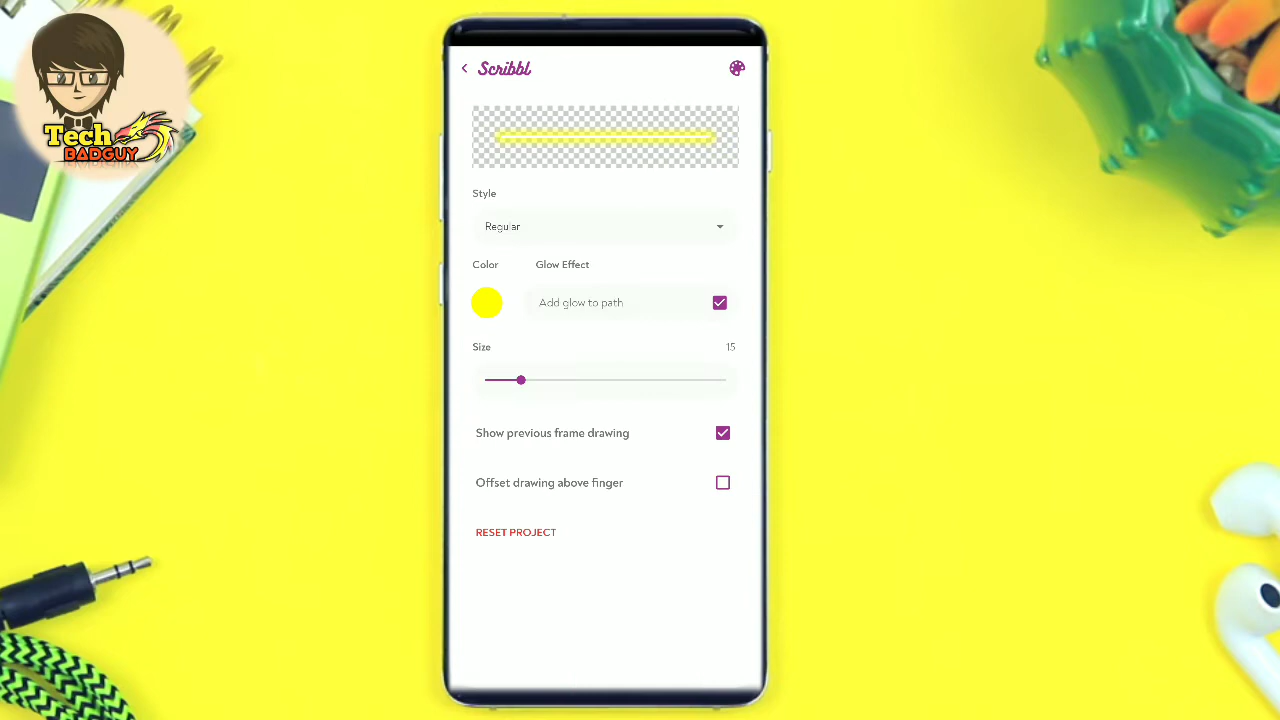 Tech
BADGUY
Scribbl
Style
Regular
Color
Glow Effect
Add glow to path
Size
15
Show previous frame drawing
Offset drawing above finger
RESET PROJECT